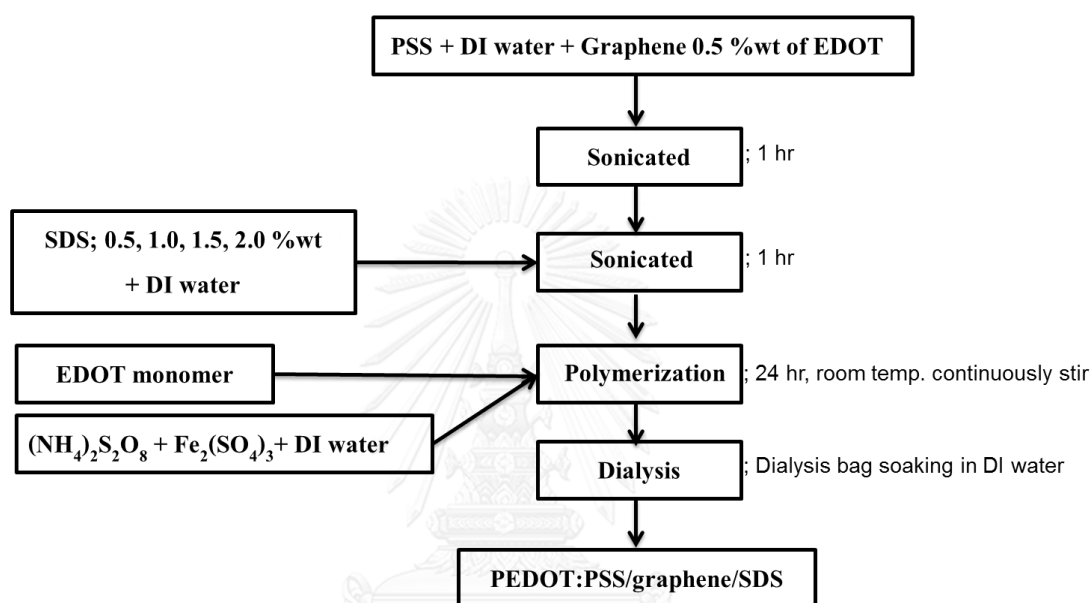 PSS + DI water + Graphene 0.5 %wt of EDOT
Sonicated
; 1 hr
SDS; 0.5, 1.0, 1.5, 2.0 %wt
+ DI water
Sonicated
; 1 hr
EDOT monomer
Polymerization
; 24 hr, room temp. continuously stir
(NH₄)₂S₂O₈ + Fe₂(SO₄)₃+ DI water
Dialysis
; Dialysis bag soaking in DI water
PEDOT:PSS/graphene/SDS